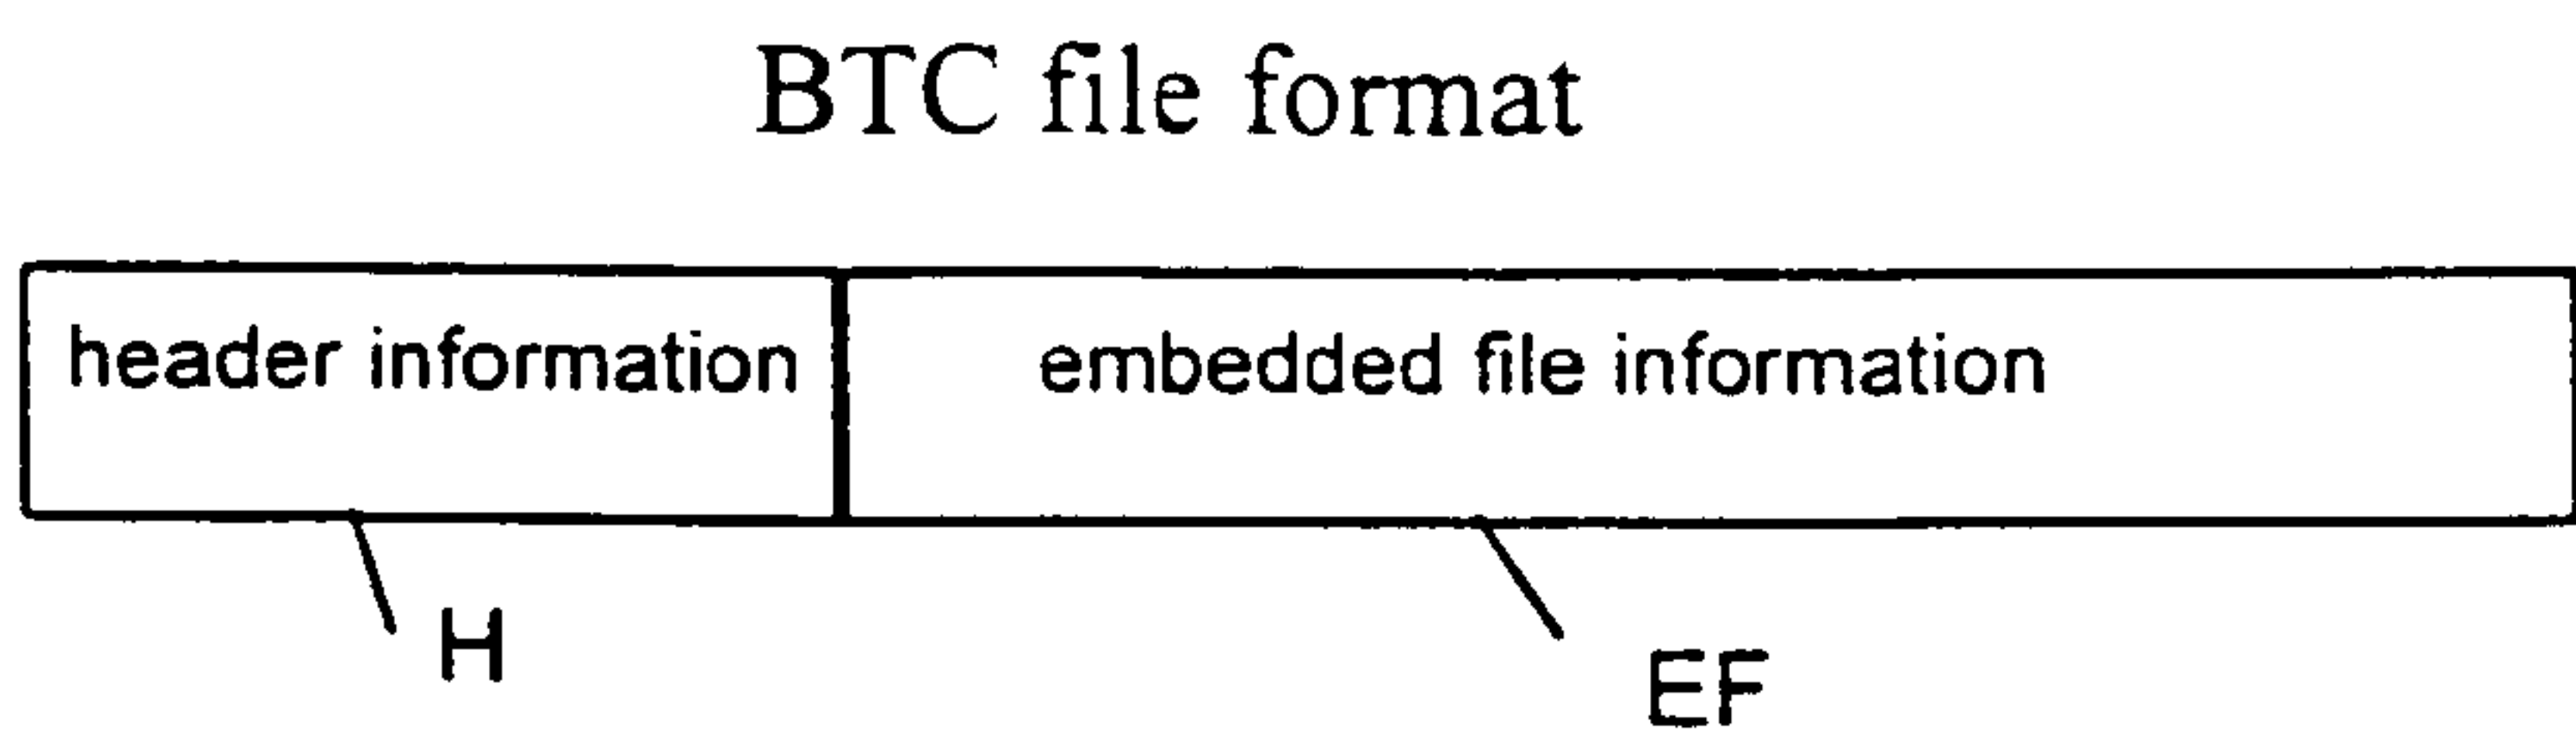 BTC file format
header information embedded file information
H EF